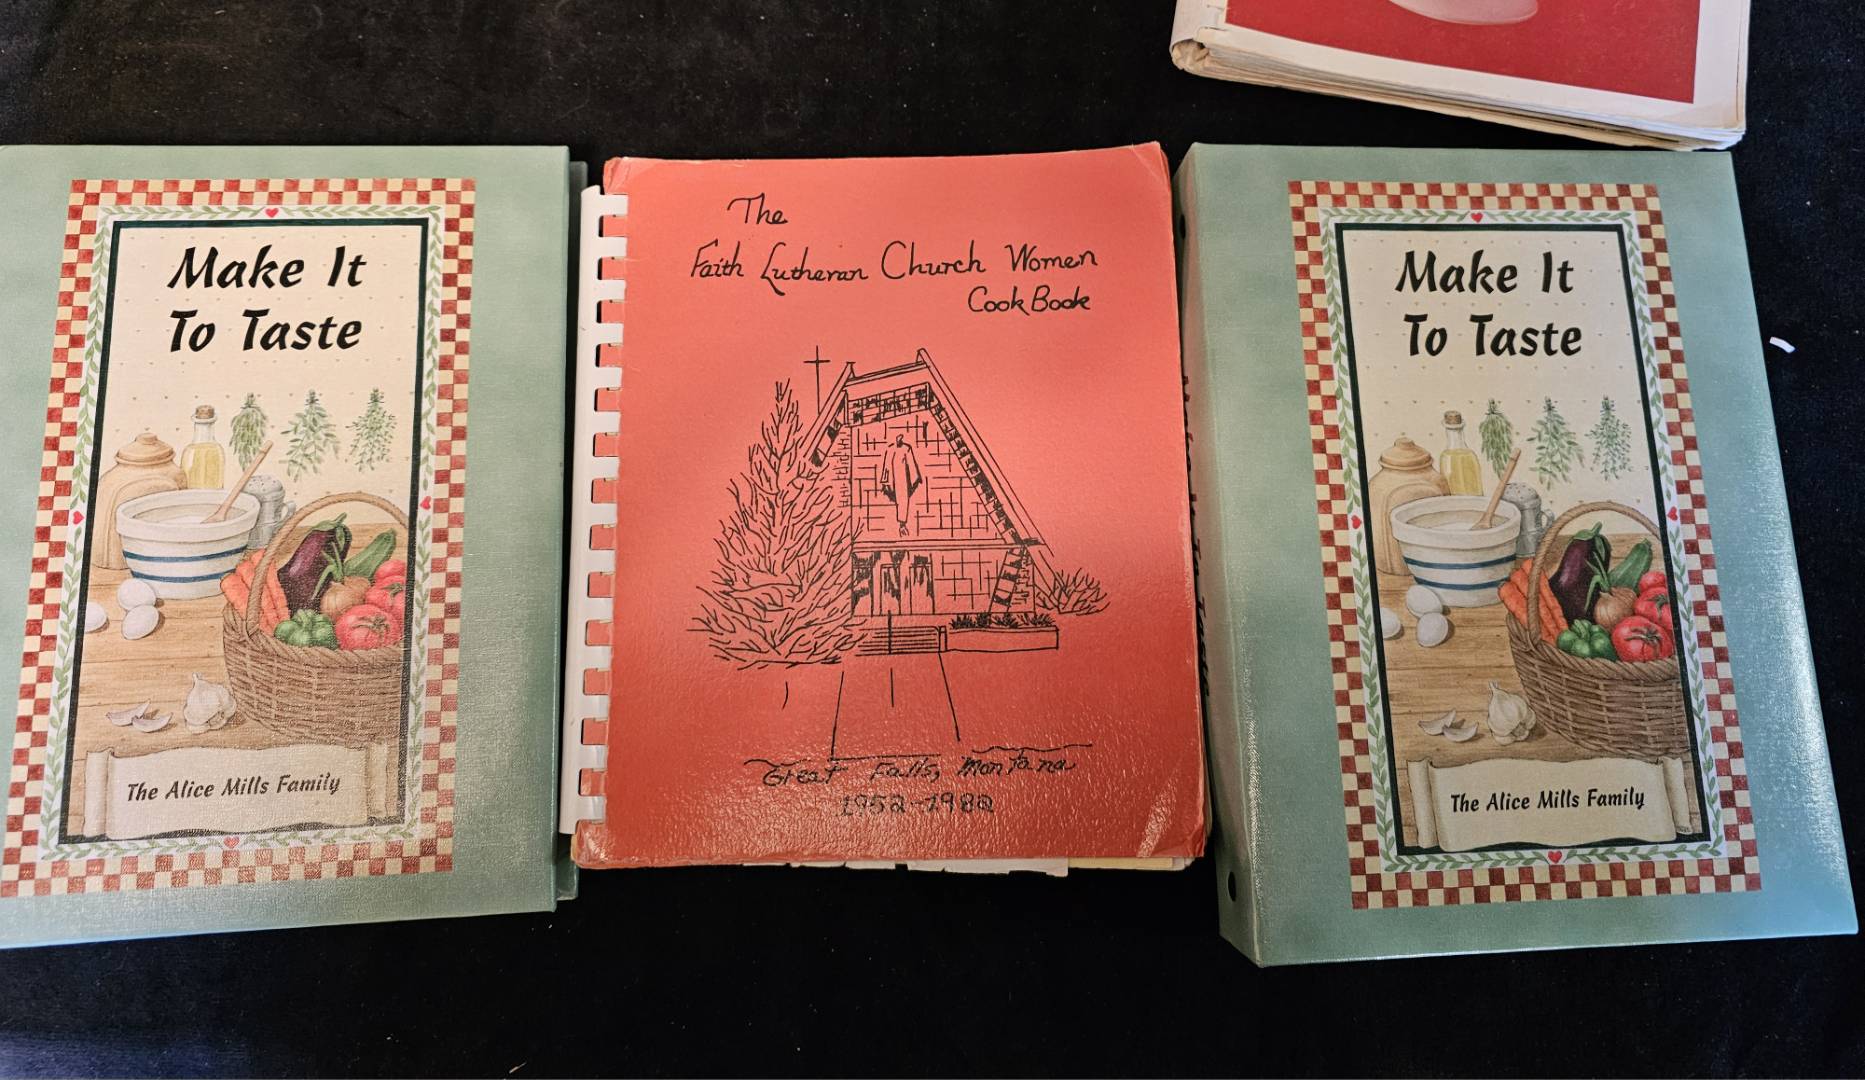 Make It
To Taste
The Alice Mills Family
The
Faith Lutheran Church Women
Cook Book
Great Falls, Montana
1952-1982
Make It
To Taste
The Alice Mills Family